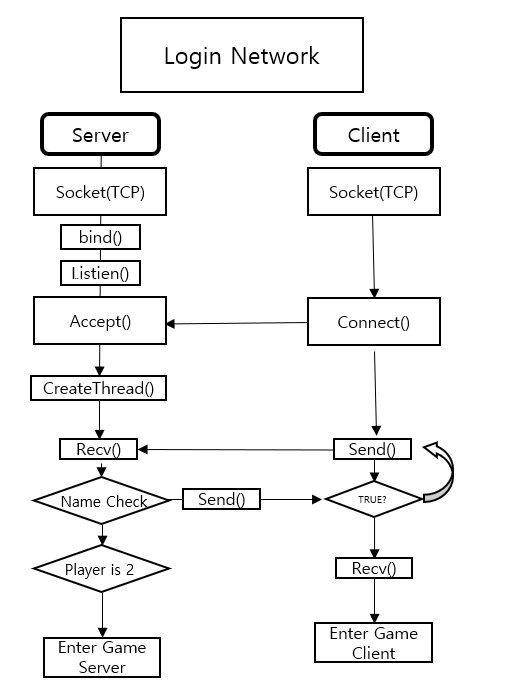 Login Network
Server
Client
Socket(TCP)
Socket(TCP)
bind()
Listien()
Accept()
Connect()
CreateThread()
Recv()
Send()
Name Check
Send()
TRUE?
Player is 2
Recv()
Enter Game
Server
Enter Game
Client